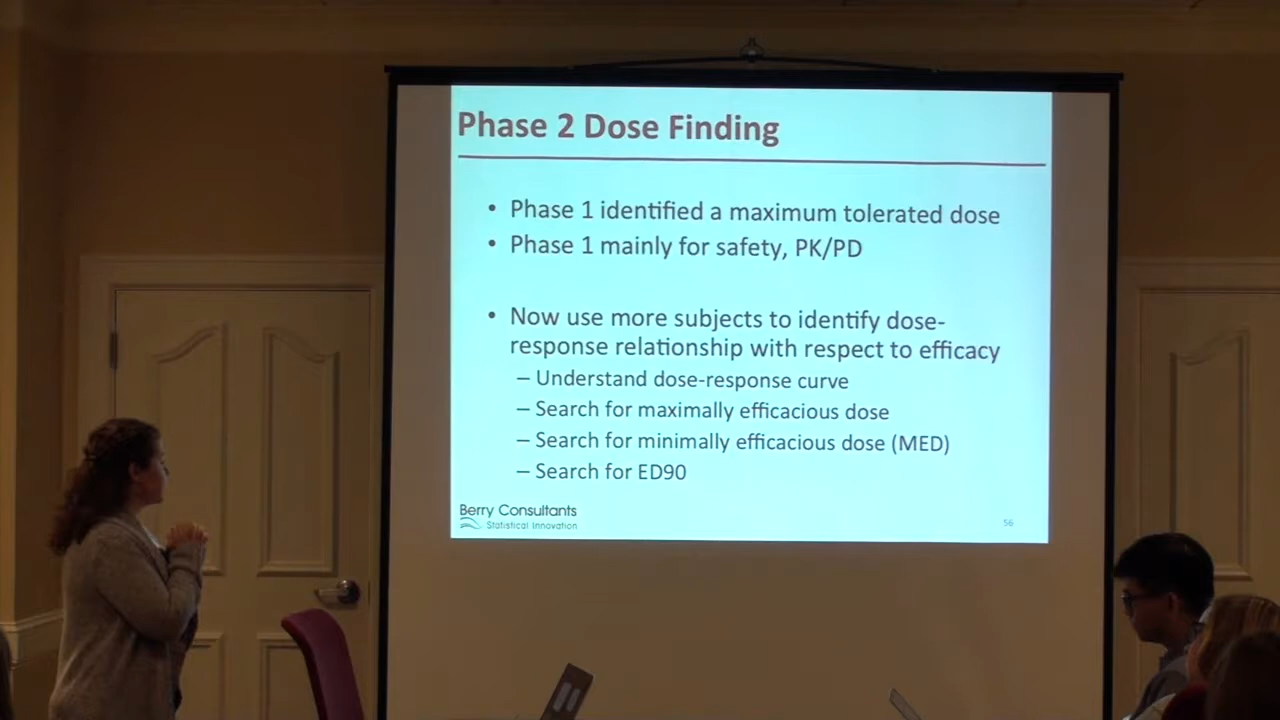 Phase 2 Dose Finding
• Phase 1 identified a maximum tolerated dose
• Phase 1 mainly for safety, PK/PD
• Now use more subjects to identify dose-
response relationship with respect to efficacy
– Understand dose-response curve
– Search for maximally efficacious dose
– Search for minimally efficacious dose (MED)
– Search for ED90
Berry Consultants
Statistical Innovation
56